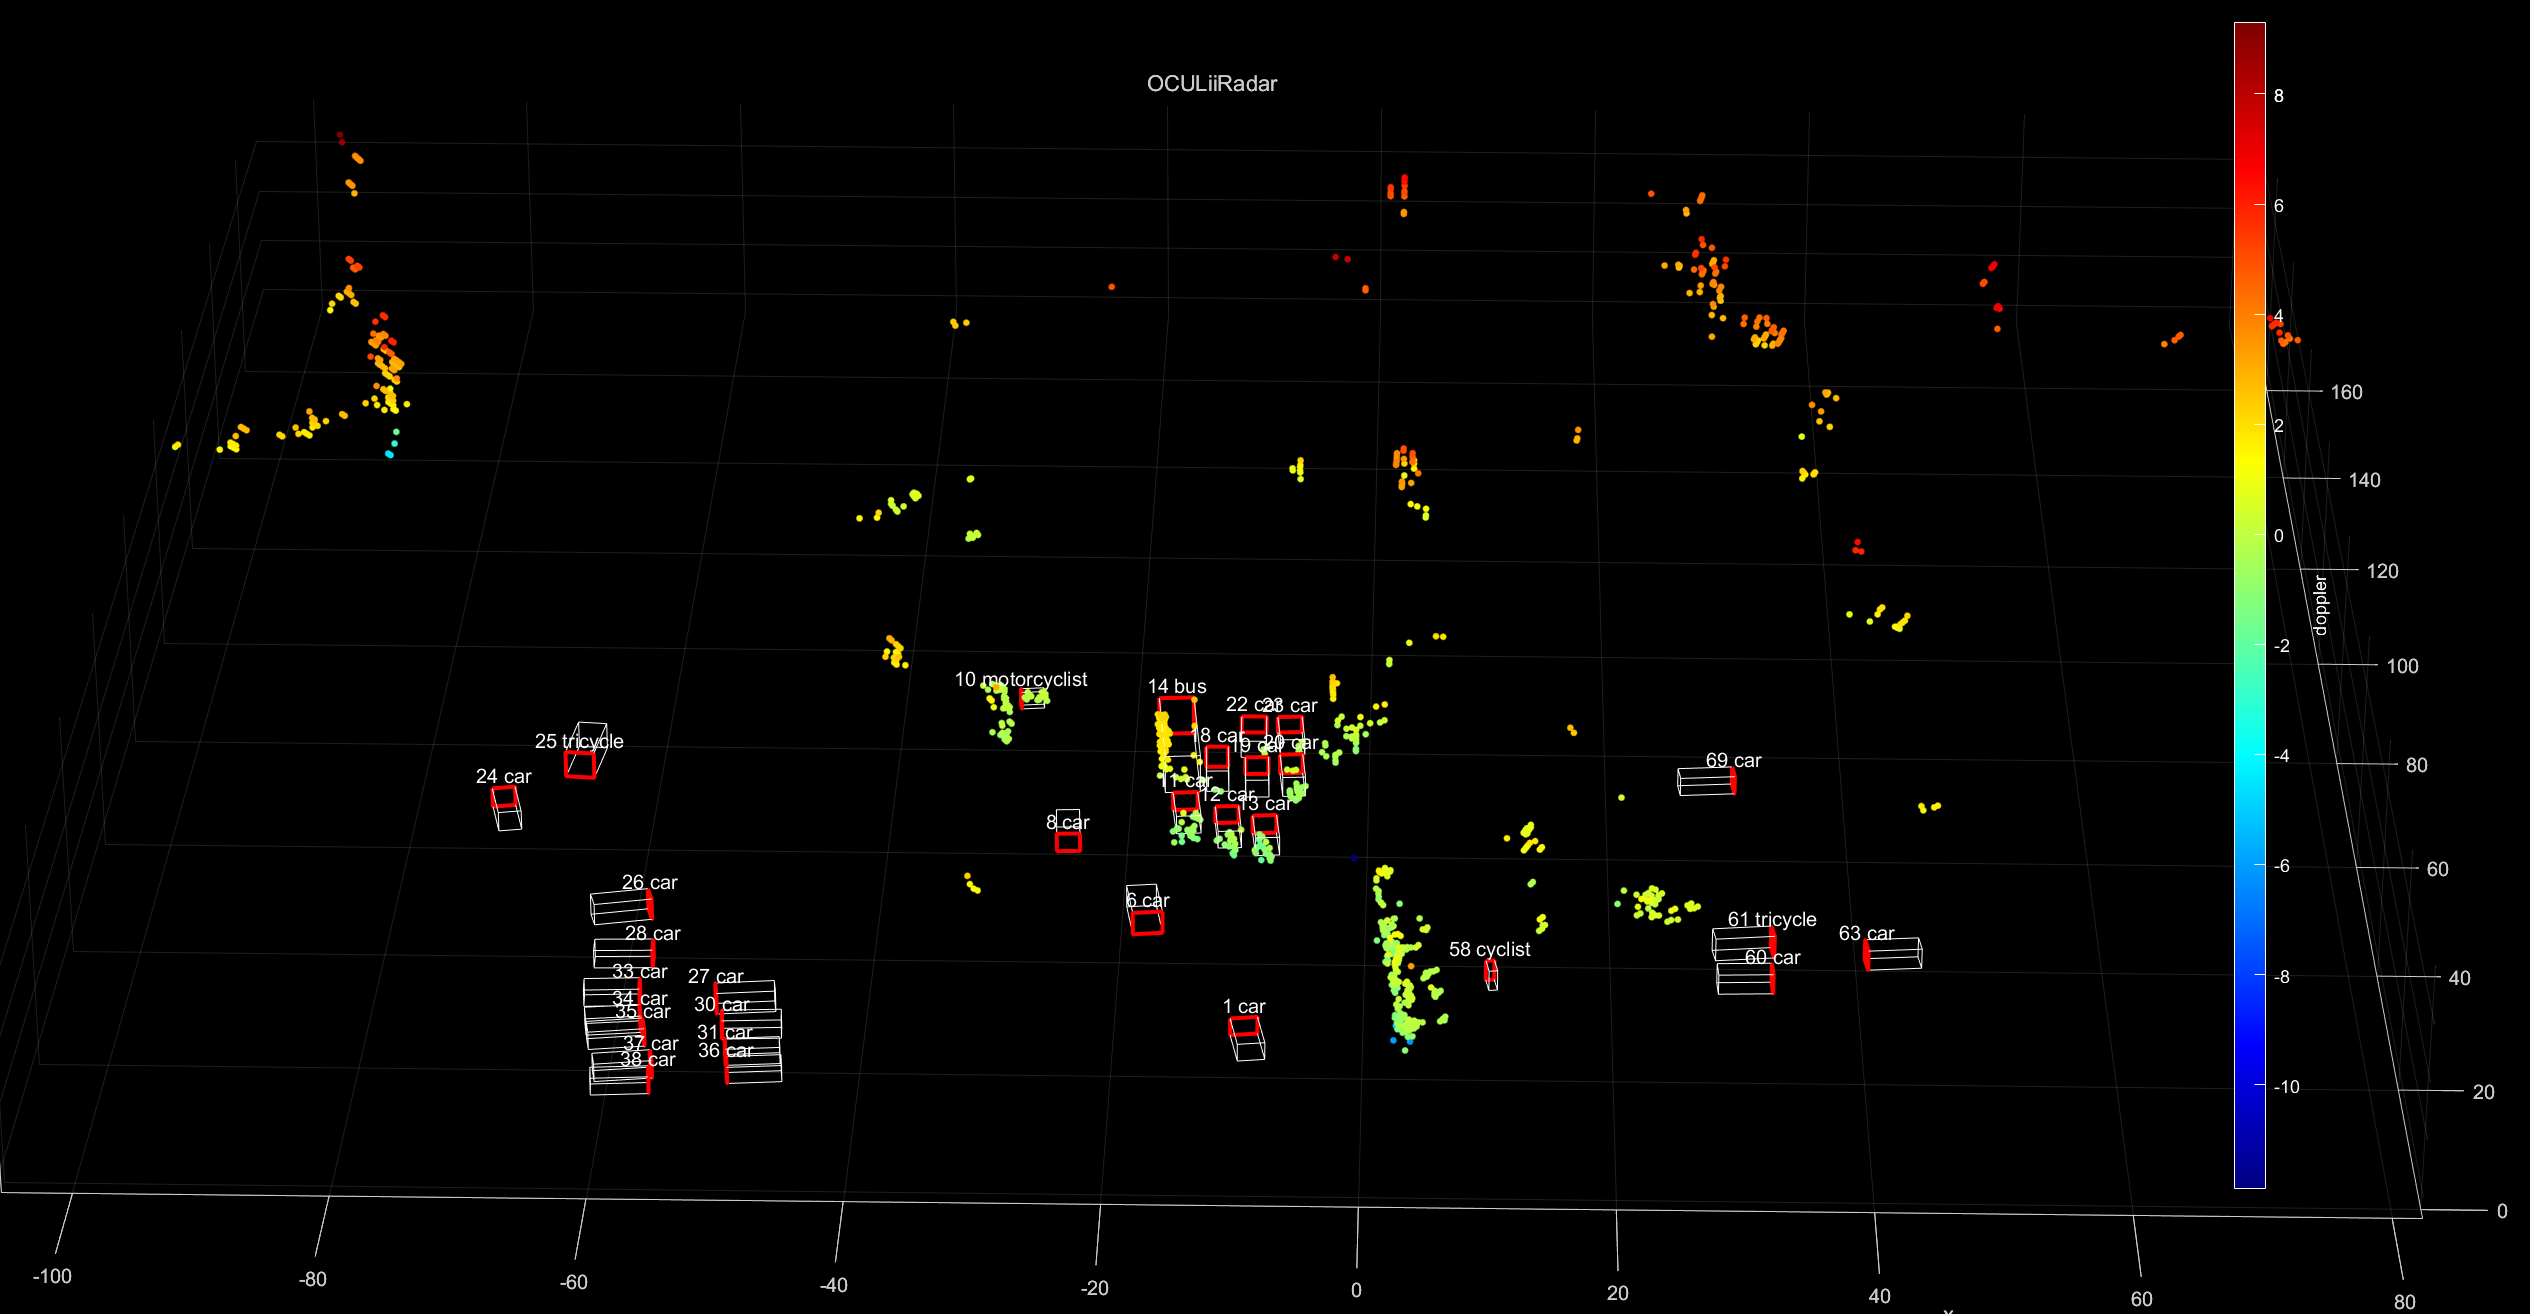 OCULiiRadar
8
6
4
2
0
-2
-4
-6
-8
-10
doppler
160
140
120
100
80
60
40
20
0
10 motorcyclist
14 bus
22 car
23 car
18 car
19 car
20 car
25 tricycle
24 car
69 car
11 car
12 car
13 car
8 car
26 car
6 car
28 car
61 tricycle
63 car
58 cyclist
60 car
33 car
27 car
34 car
30 car
35 car
1 car
31 car
37 car
36 car
38 car
-100
-80
-60
-40
-20
0
20
40
60
80